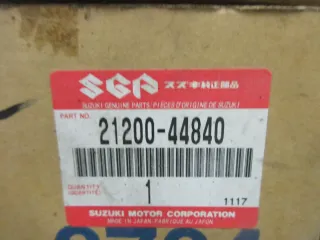 SGP スズキ純正部品
SUZUKI GENUINE PARTS / PIÈCES D'ORIGINE DE SUZUKI
PART NO.
21200-44840
QUANTITY
(QUANTITÉ)
1
1117
SUZUKI MOTOR CORPORATION
MADE IN JAPAN / FABRIQUÉ AU JAPON